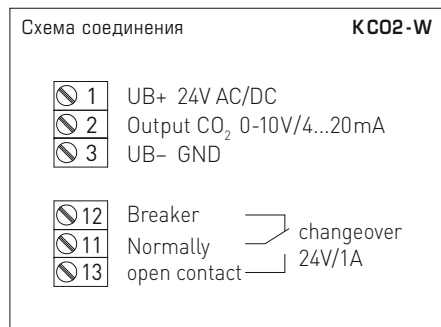 Схема соединения KCO2-W
1 UB+ 24V AC/DC
2 Output CO₂ 0-10V/4...20mA
3 UB– GND
12 Breaker
11 Normally
13 open contact
changeover
24V/1A